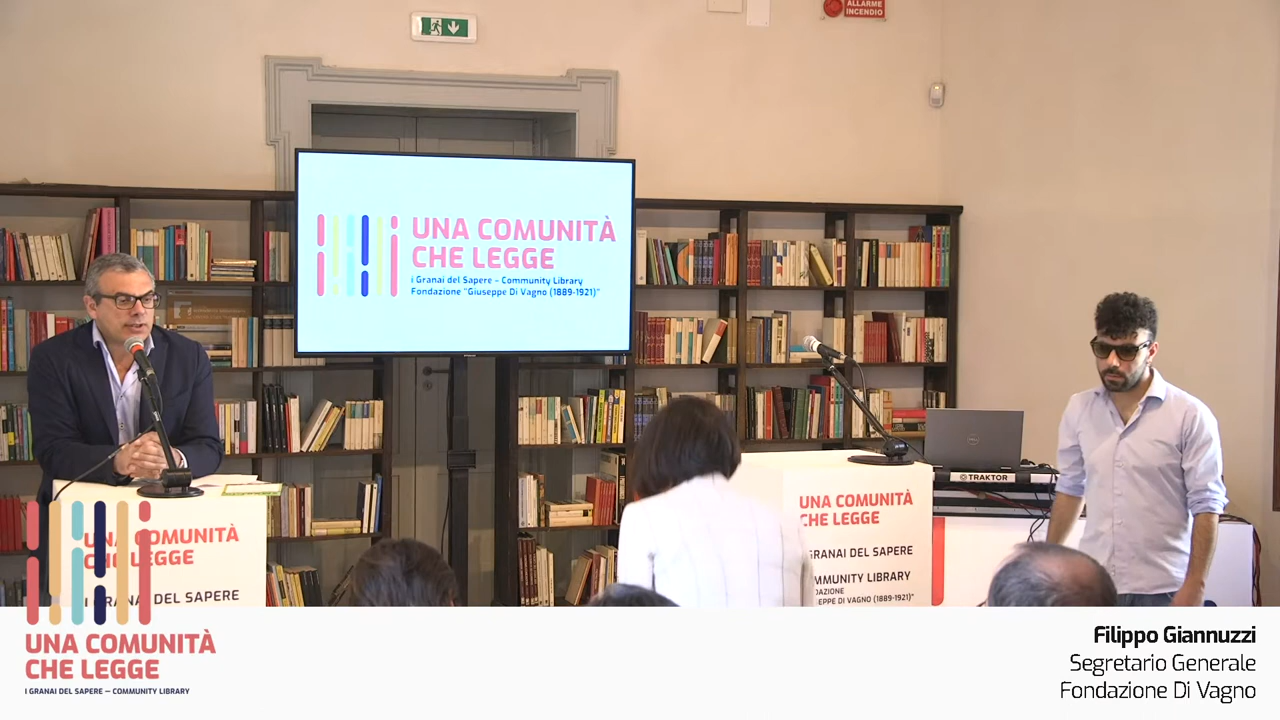 ALLARME
INCENDIO
UNA COMUNITÀ
CHE LEGGE
i Granai del Sapere – Community Library
Fondazione "Giuseppe Di Vagno (1889-1921)"
UNA COMUNITÀ
CHE LEGGE
I GRANAI DEL SAPERE
UNA COMUNITÀ
CHE LEGGE
GRANAI DEL SAPERE
COMMUNITY LIBRARY
DI VAGNO (1889-1921)"
DELL
TRAKTOR
UNA COMUNITÀ
CHE LEGGE
I GRANAI DEL SAPERE – COMMUNITY LIBRARY
Filippo Giannuzzi
Segretario Generale
Fondazione Di Vagno